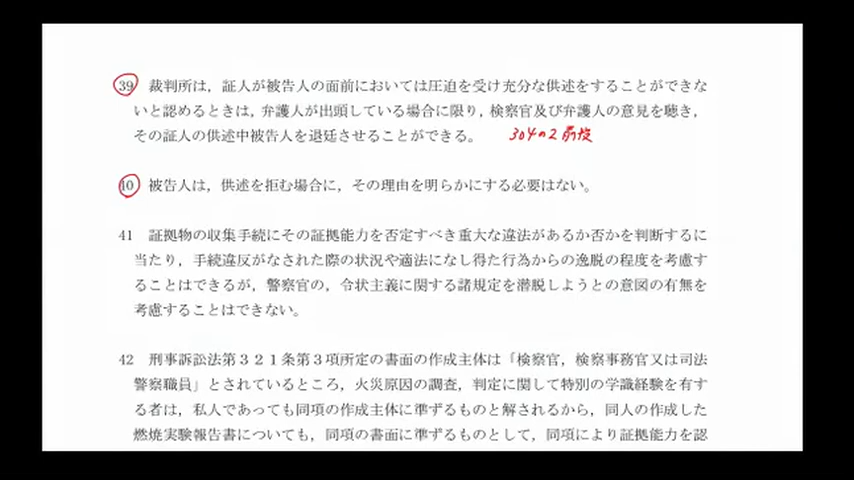 39 裁判所は，証人が被告人の面前においては圧迫を受け充分な供述をすることができな
いと認めるときは，弁護人が出頭している場合に限り，検察官及び弁護人の意見を聴き，
その証人の供述中被告人を退廷させることができる。 304の2前段
40 被告人は，供述を拒む場合に，その理由を明らかにする必要はない。
41 証拠物の収集手続にその証拠能力を否定すべき重大な違法があるか否かを判断するに
当たり，手続違反がなされた際の状況や適法になし得た行為からの逸脱の程度を考慮す
ることはできるが，警察官の，令状主義に関する諸規定を潜脱しようとの意図の有無を
考慮することはできない。
42 刑事訴訟法第３２１条第３項所定の書面の作成主体は「検察官，検察事務官又は司法
警察職員」とされているところ，火災原因の調査，判定に関して特別の学識経験を有す
る者は，私人であっても同項の作成主体に準ずるものと解されるから，同人の作成した
燃焼実験報告書についても，同項の書面に準ずるものとして，同項により証拠能力を認